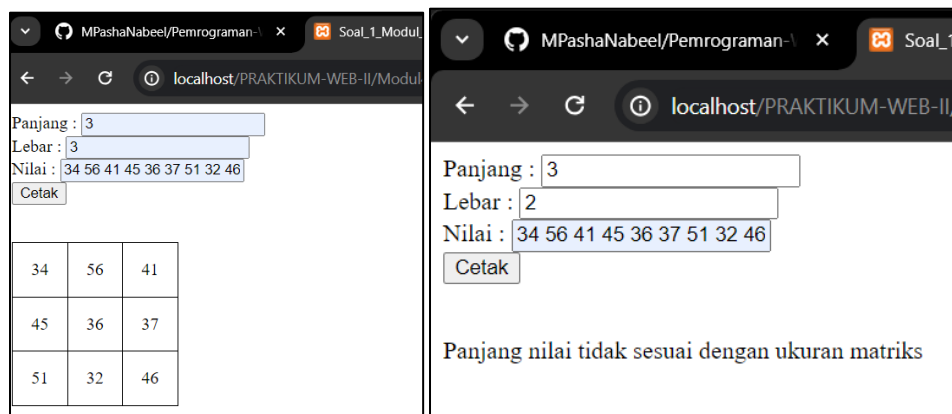 MPashaNabeel/Pemrograman-
Soal_1_Modul_
localhost/PRAKTIKUM-WEB-II/Modul
Panjang : 3
Lebar : 3
Nilai : 34 56 41 45 36 37 51 32 46
Cetak
34 56 41
45 36 37
51 32 46
MPashaNabeel/Pemrograman-
Soal_1
localhost/PRAKTIKUM-WEB-II/
Panjang : 3
Lebar : 2
Nilai : 34 56 41 45 36 37 51 32 46
Cetak
Panjang nilai tidak sesuai dengan ukuran matriks